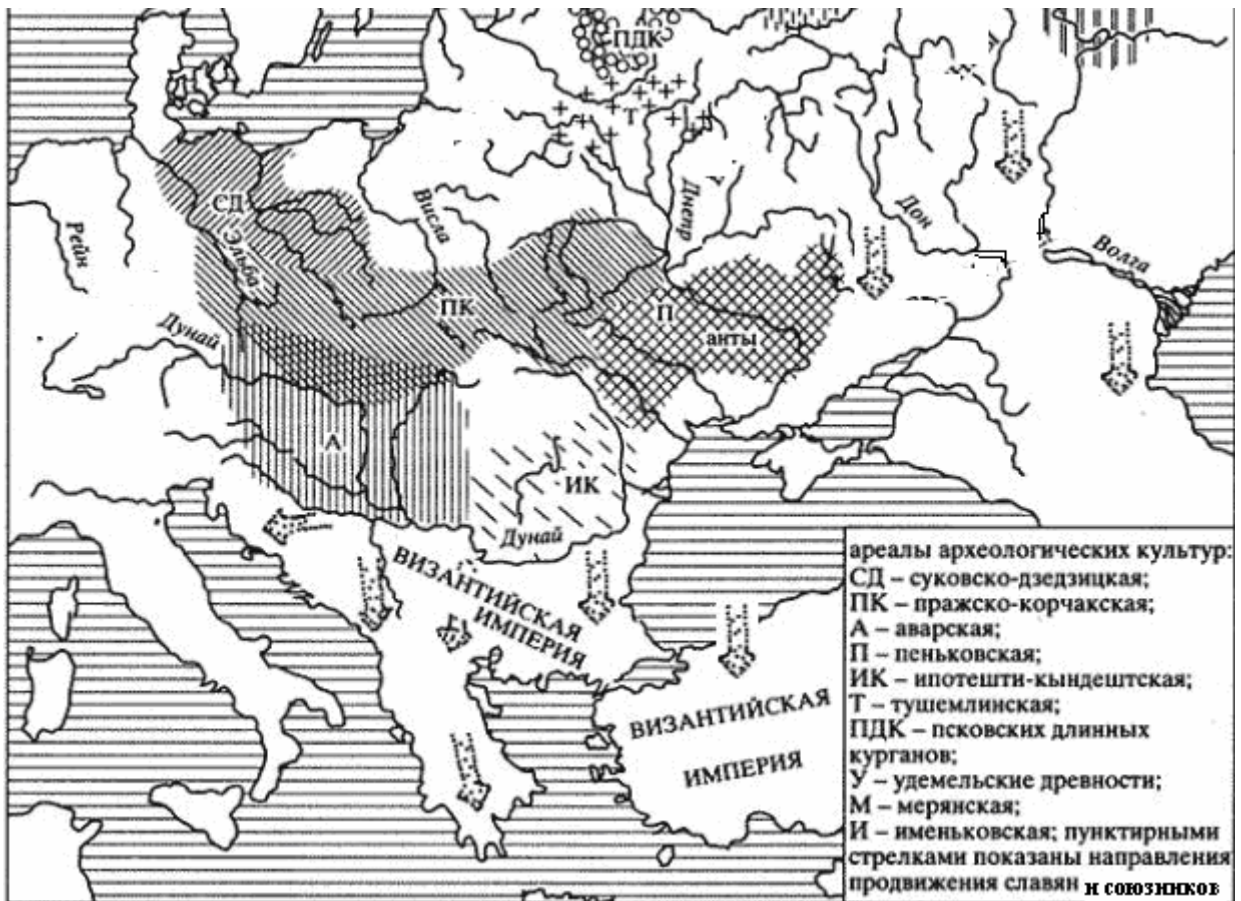 ПДК
Т
СД
Висла
Днепр
Дон
Рейн
Эльба
Волга
ПК
П
Дунай
анты
А
ИК
Дунай
ВИЗАНТИЙСКАЯ
ИМПЕРИЯ
ВИЗАНТИЙСКАЯ
ИМПЕРИЯ
ареалы археологических культур:
СД – суковско-дзедзицкая;
ПК – пражско-корчакская;
А – аварская;
П – пеньковская;
ИК – ипотешти-кындештская;
Т – тушемлинская;
ПДК – псковских длинных
курганов;
У – удемельские древности;
М – мерянская;
И – именьковская; пунктирными
стрелками показаны направления
продвижения славян и союзников